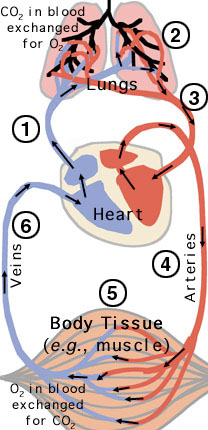 CO₂ in blood
exchanged
for O₂
2
Lungs
1
3
Heart
6
Veins
Arteries
4
5
Body Tissue
(e.g., muscle)
O₂ in blood
exchanged
for CO₂